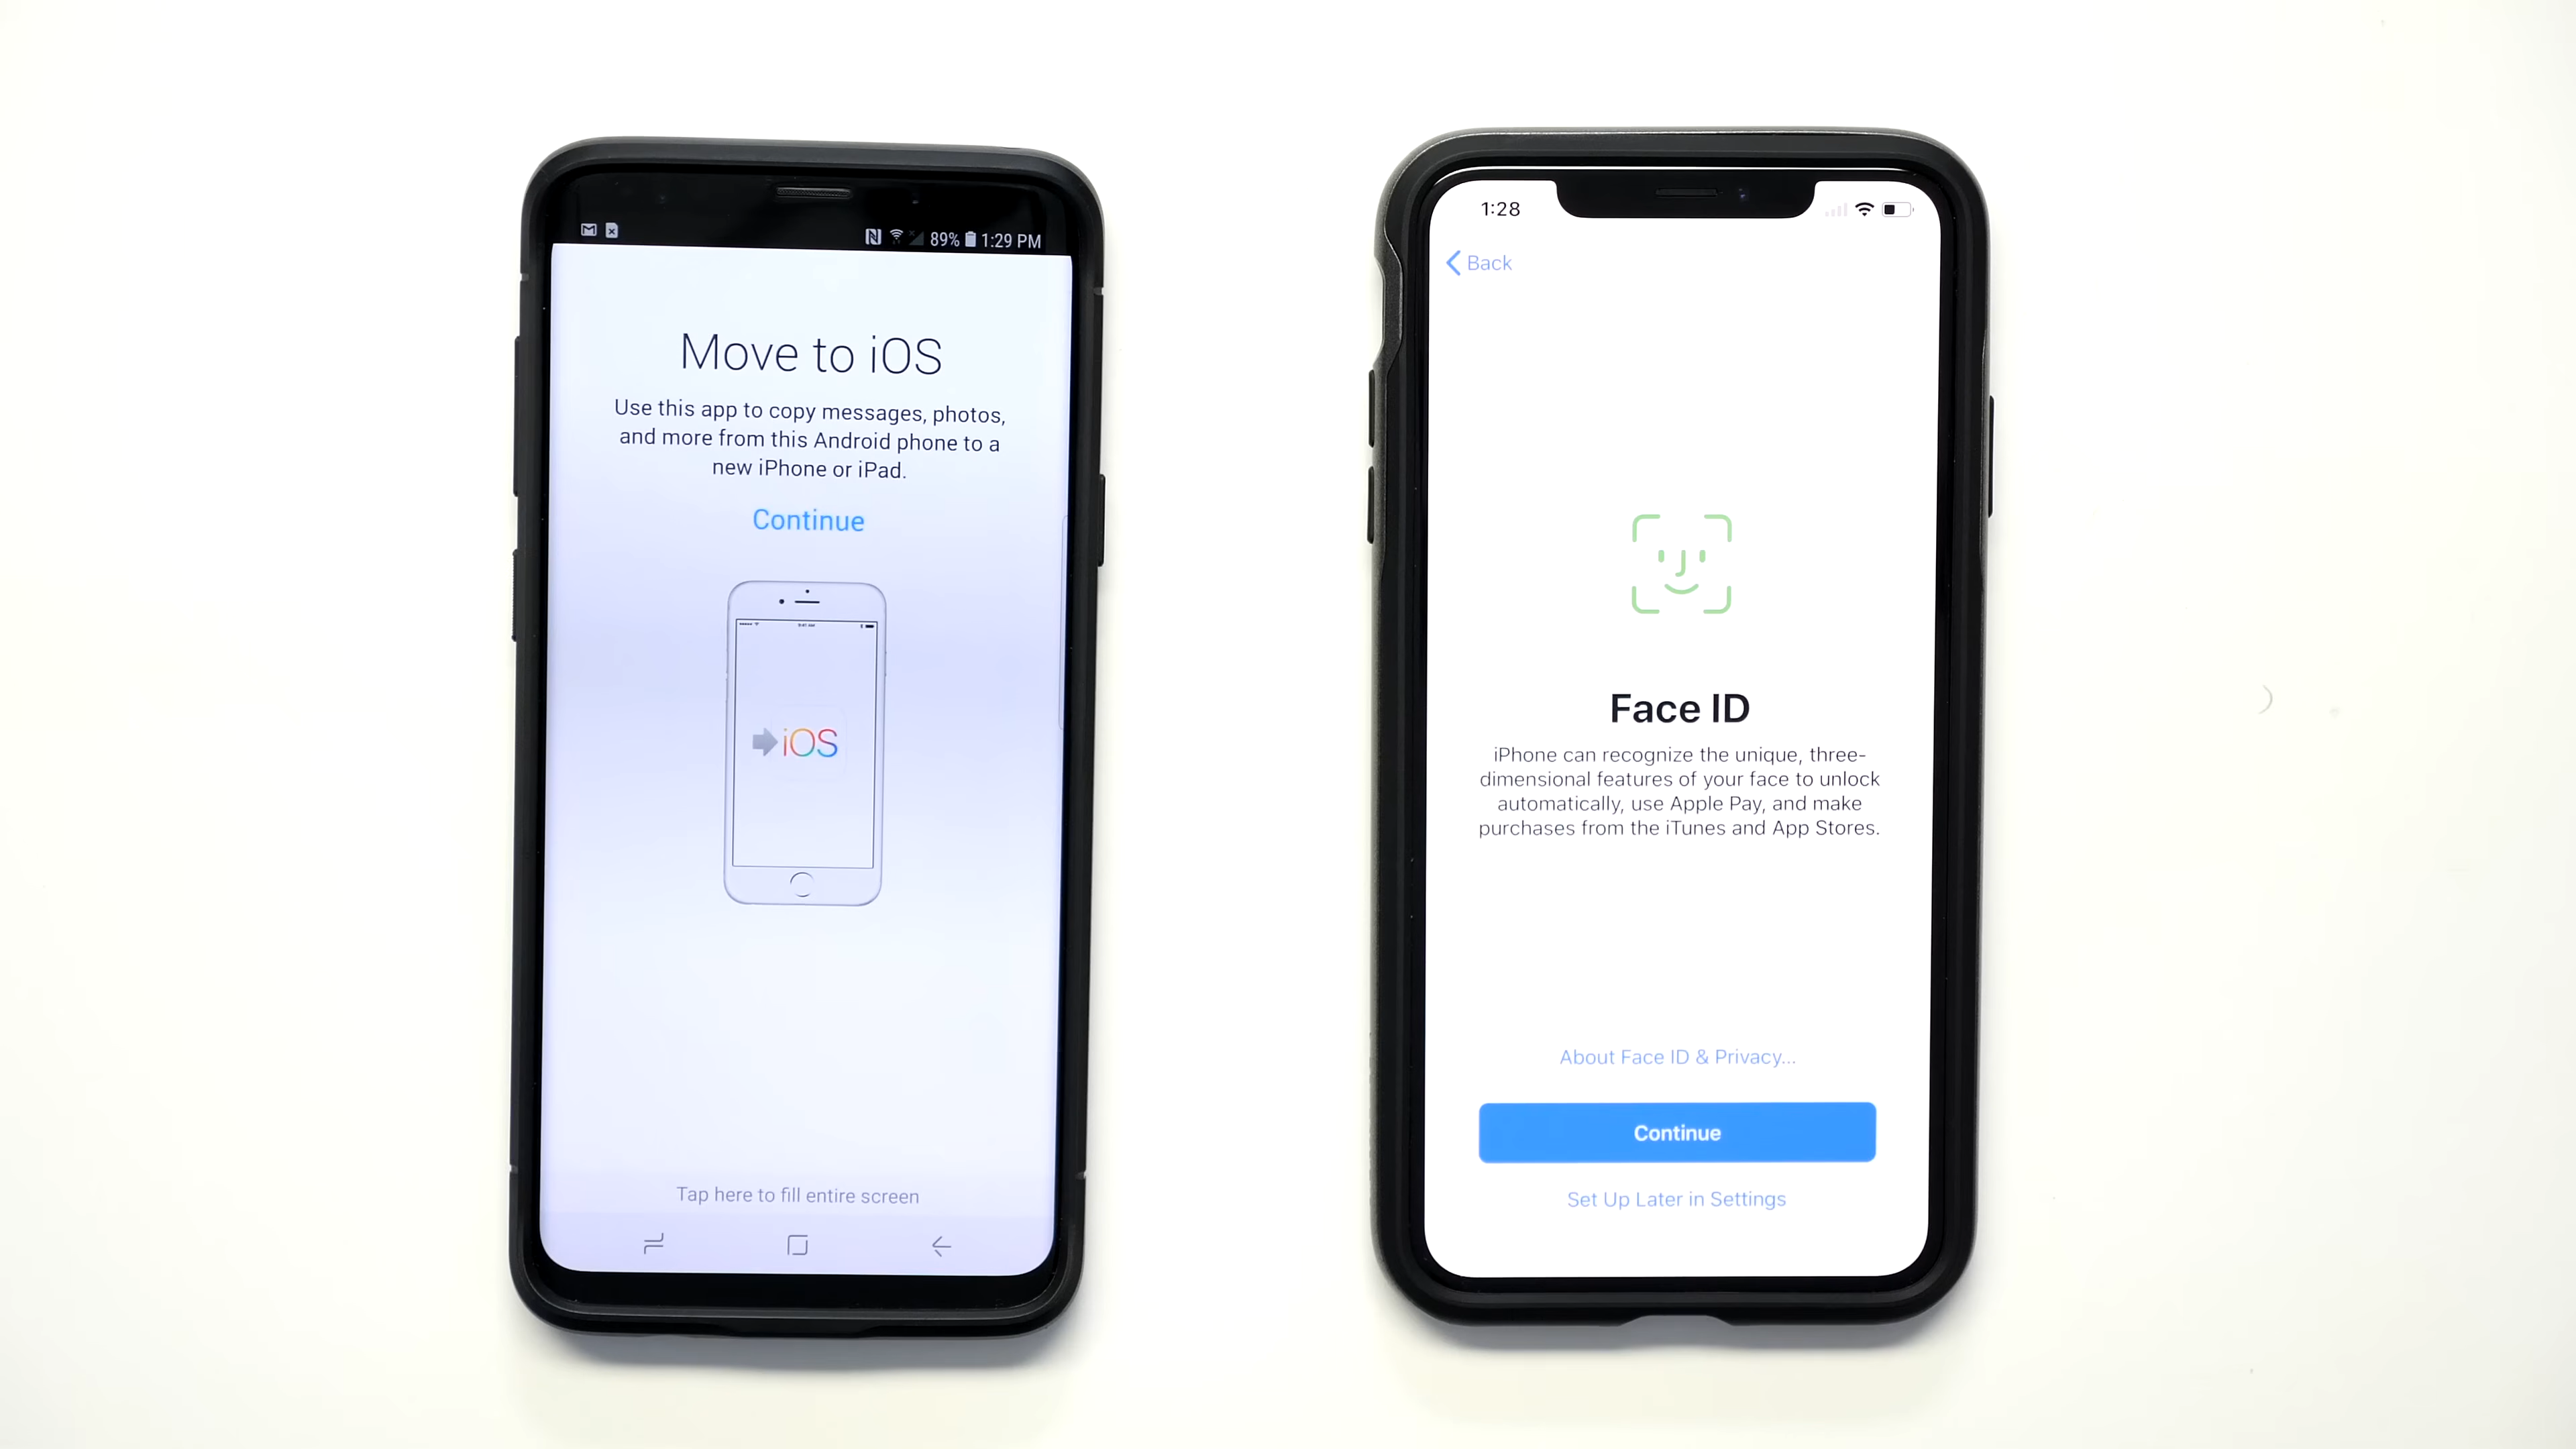 89% 1:29 PM
Move to iOS
Use this app to copy messages, photos,
and more from this Android phone to a
new iPhone or iPad.
Continue
9:41 AM
iOS
Tap here to fill entire screen
1:28
Back
Face ID
iPhone can recognize the unique, three-
dimensional features of your face to unlock
automatically, use Apple Pay, and make
purchases from the iTunes and App Stores.
About Face ID & Privacy...
Continue
Set Up Later in Settings